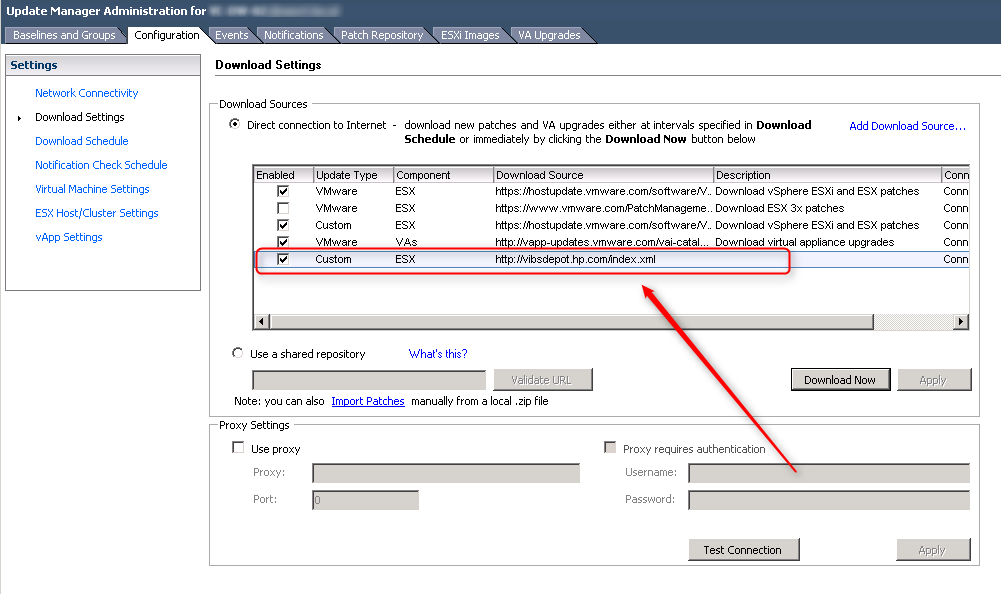 Update Manager Administration for
Baselines and Groups Configuration Events Notifications Patch Repository ESXi Images VA Upgrades
Settings
Network Connectivity
Download Settings
Download Schedule
Notification Check Schedule
Virtual Machine Settings
ESX Host/Cluster Settings
vApp Settings
Download Settings
Download Sources
Direct connection to Internet - download new patches and VA upgrades either at intervals specified in Download
Schedule or immediately by clicking the Download Now button below
Add Download Source...
Enabled Update Type Component Download Source Description Conn
VMware ESX https://hostupdate.vmware.com/software/V... Download vSphere ESXi and ESX patches Conn
VMware ESX https://www.vmware.com/PatchManageme... Download ESX 3x patches Conn
Custom ESX https://hostupdate.vmware.com/software/V... Download vSphere ESXi and ESX patches Conn
VMware VAs http://vapp-updates.vmware.com/vai-catal... Download virtual appliance upgrades Conn
Custom ESX http://vibsdepot.hp.com/index.xml Conn
Use a shared repository What's this?
Validate URL Download Now Apply
Note: you can also Import Patches manually from a local .zip file
Proxy Settings
Use proxy Proxy requires authentication
Proxy: Username:
Port: 0 Password:
Test Connection Apply